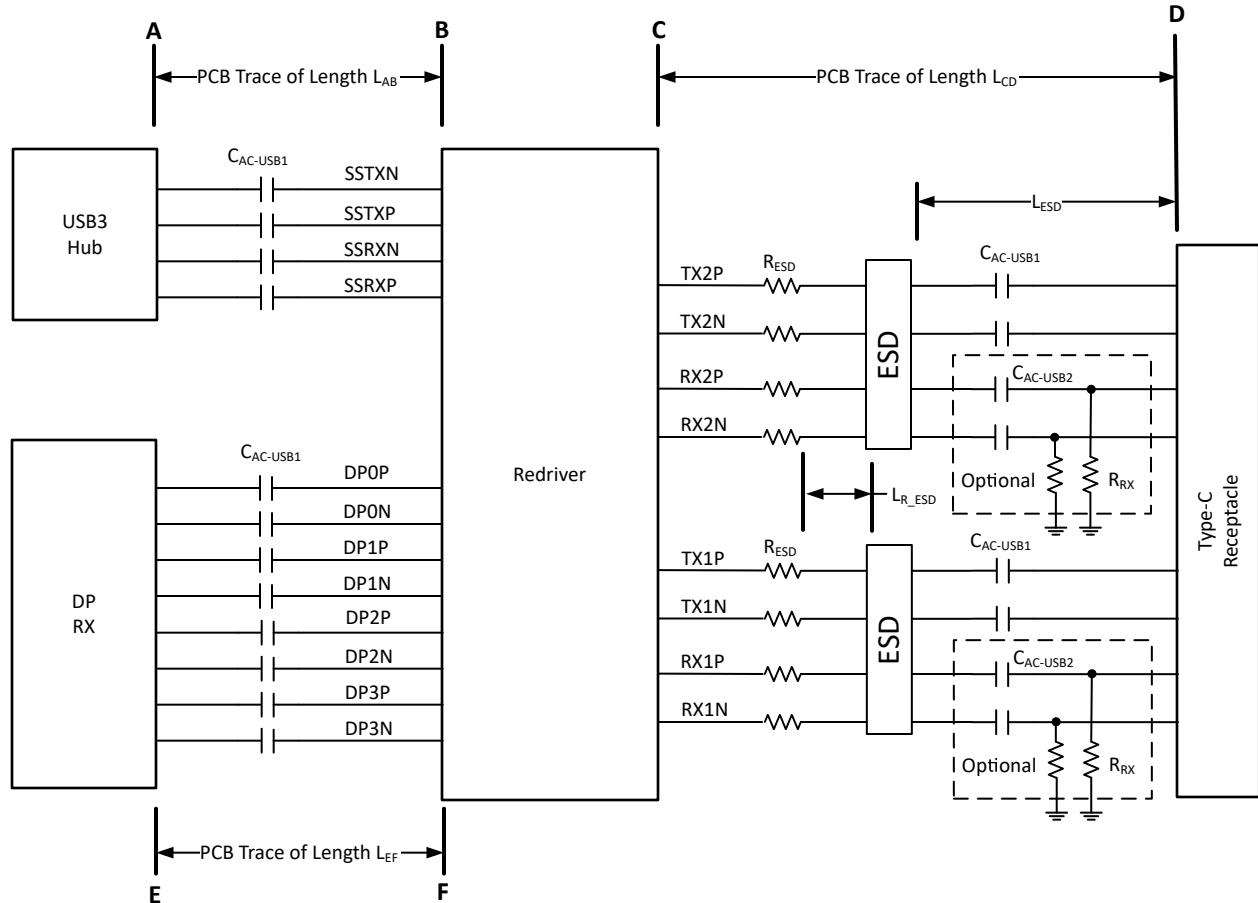 A
B
C
D
PCB Trace of Length LAB
PCB Trace of Length LCD
CAC-USB1
SSTXN
SSTXP
SSRXN
SSRXP
USB3
Hub
LESD
TX2P
RESD
CAC-USB1
TX2N
ESD
RX2P
CAC-USB2
RX2N
Optional
RRX
LR_ESD
CAC-USB1
DP0P
DP0N
DP1P
DP1N
DP2P
DP2N
DP3P
DP3N
DP
RX
Redriver
Type-C
Receptacle
TX1P
RESD
CAC-USB1
TX1N
ESD
RX1P
CAC-USB2
RX1N
Optional
RRX
PCB Trace of Length LEF
E
F